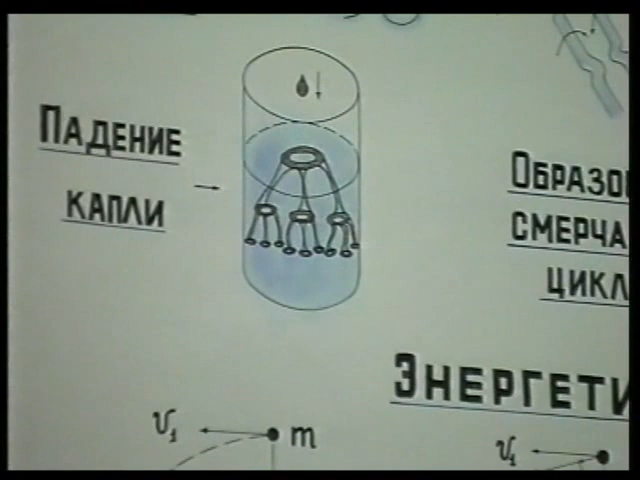 Падение
капли
Образо
смерча
цикл
Энергети
v₁
m
v₁